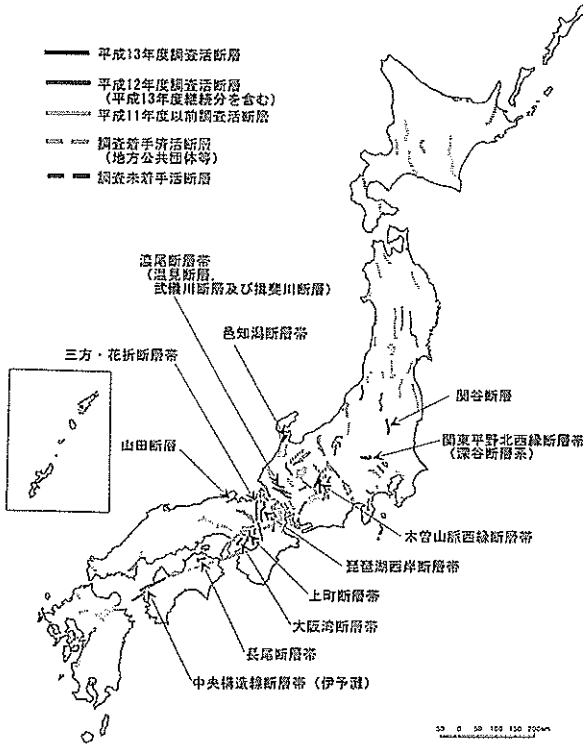 平成13年度調査活断層
平成12年度調査活断層
(平成13年度継続分を含む)
平成11年度以前調査活断層
調査着手済活断層
(地方公共団体等)
調査未着手活断層
濃尾断層帯
(温見断層,
武儀川断層及び揖斐川断層)
邑知潟断層帯
三方・花折断層帯
山田断層
関谷断層
関東平野北西縁断層帯
(深谷断層系)
木曽山脈西縁断層帯
琵琶湖西岸断層帯
上町断層帯
大阪湾断層帯
長尾断層帯
中央構造線断層帯(伊予灘)
50 0 50 100 150 200km